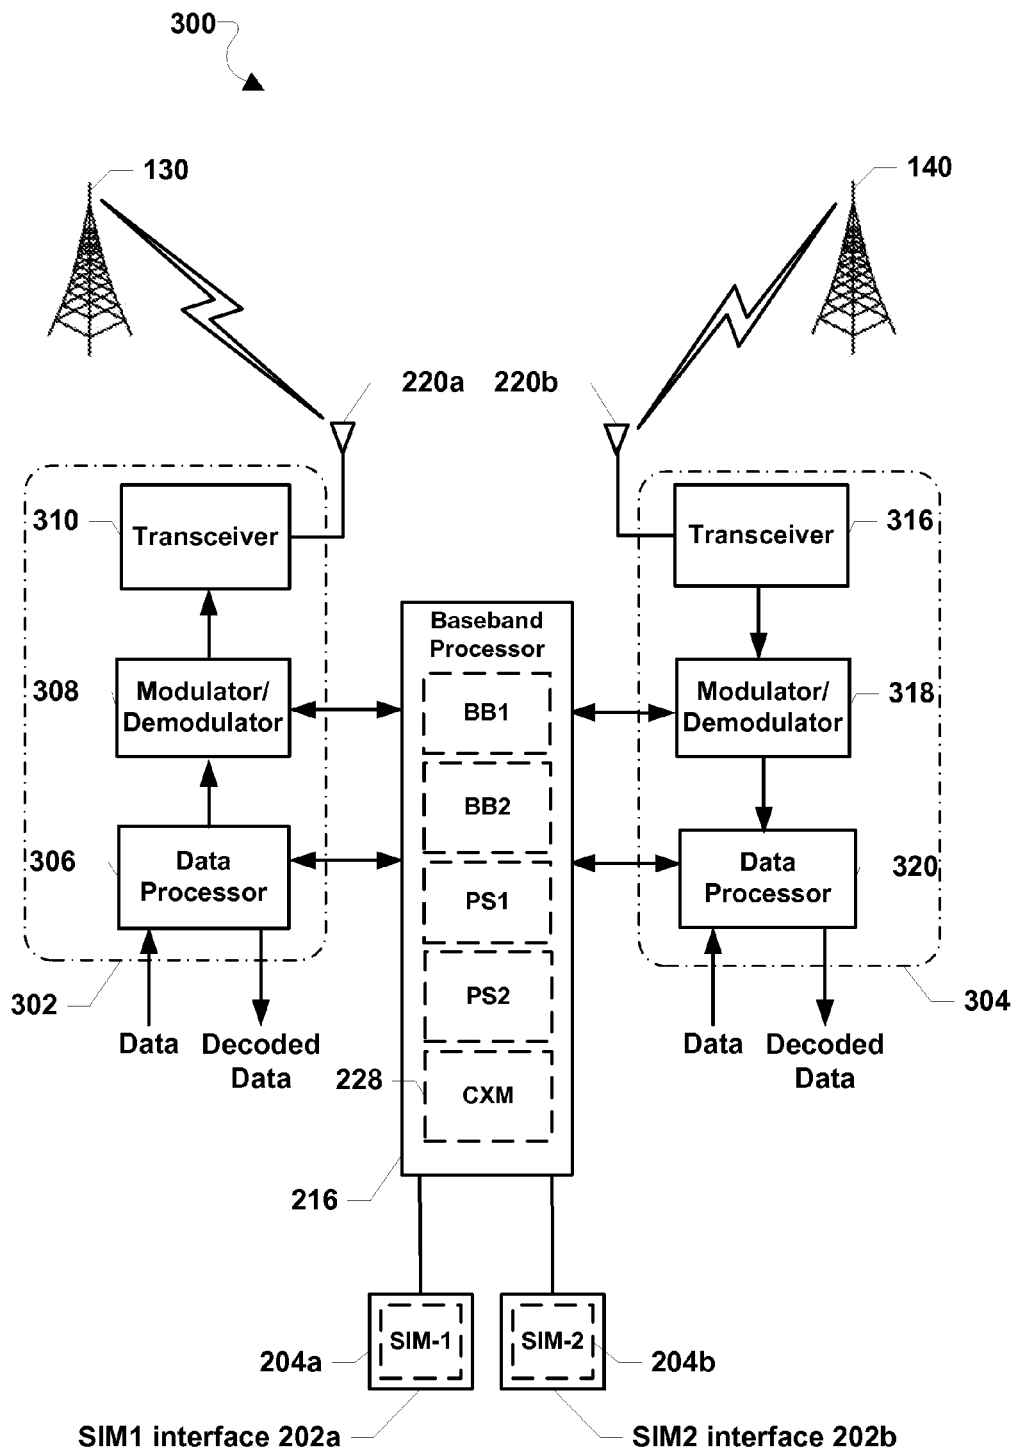 300
130
140
220a
220b
310
Transceiver
Transceiver
316
Baseband
Processor
308
Modulator/
Demodulator
BB1
Modulator/
Demodulator
318
BB2
306
Data
Processor
PS1
Data
Processor
320
PS2
302
304
Data
Decoded
Data
Data
Decoded
Data
228
CXM
216
204a
SIM-1
SIM-2
204b
SIM1 interface 202a
SIM2 interface 202b